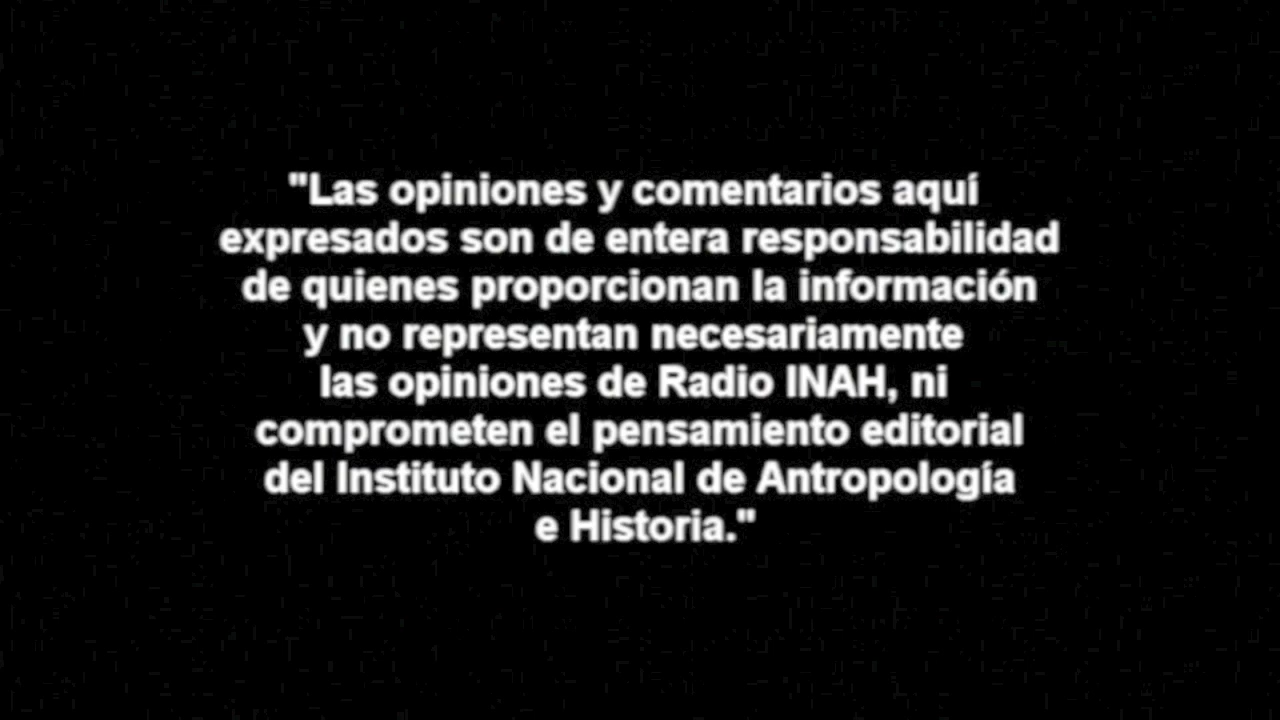 "Las opiniones y comentarios aquí
expresados son de entera responsabilidad
de quienes proporcionan la información
y no representan necesariamente
las opiniones de Radio INAH, ni
comprometen el pensamiento editorial
del Instituto Nacional de Antropología
e Historia."